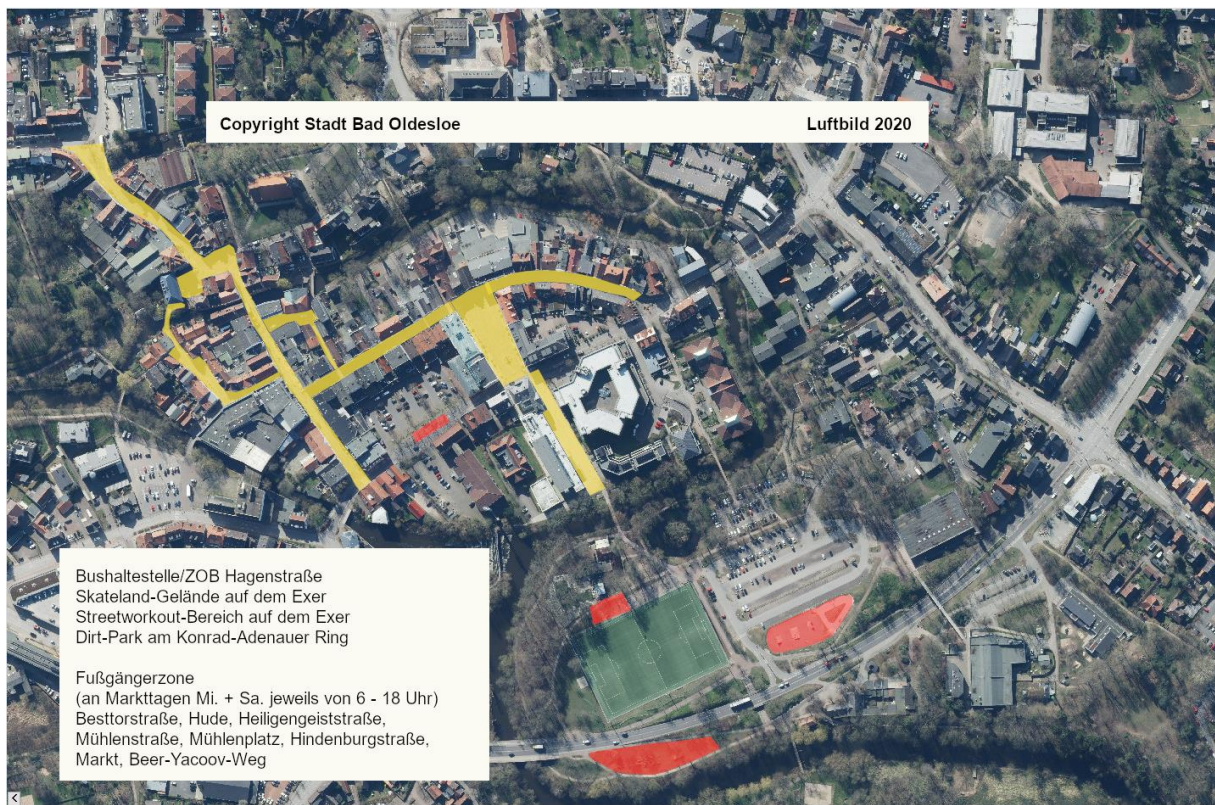 Copyright Stadt Bad Oldesloe Luftbild 2020
Bushaltestelle/ZOB Hagenstraße
Skateland-Gelände auf dem Exer
Streetworkout-Bereich auf dem Exer
Dirt-Park am Konrad-Adenauer Ring
Fußgängerzone
(an Markttagen Mi. + Sa. jeweils von 6 - 18 Uhr)
Besttorstraße, Hude, Heiligengeiststraße,
Mühlenstraße, Mühlenplatz, Hindenburgstraße,
Markt, Beer-Yacoov-Weg